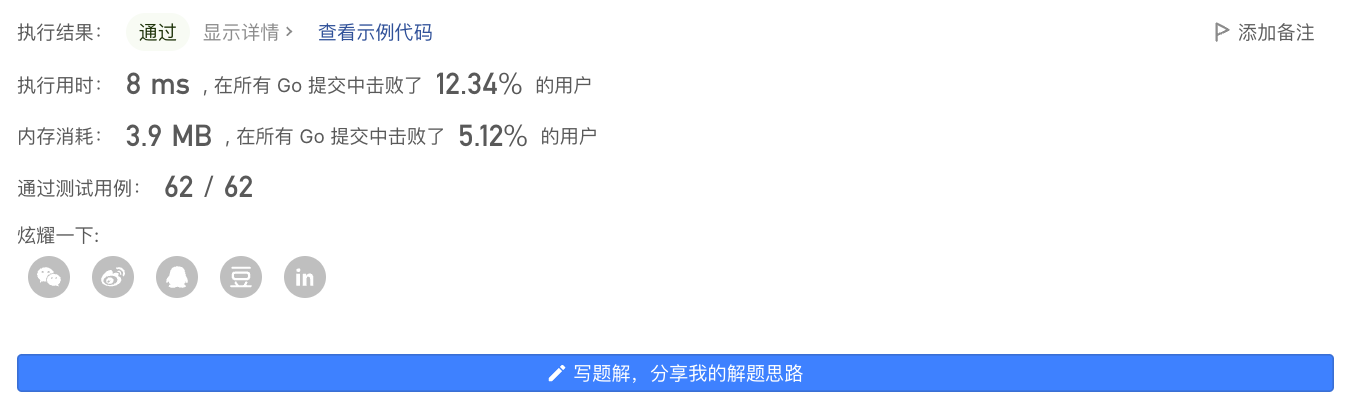 执行结果： 通过 显示详情 > 查看示例代码 添加备注
执行用时： 8 ms , 在所有 Go 提交中击败了 12.34% 的用户
内存消耗： 3.9 MB , 在所有 Go 提交中击败了 5.12% 的用户
通过测试用例： 62 / 62
炫耀一下:
豆 in
写题解，分享我的解题思路